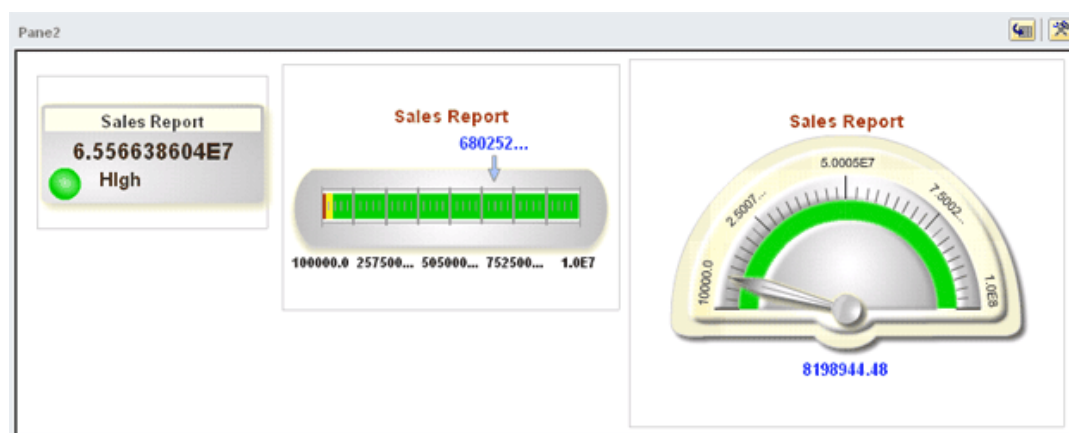 Pane2
Sales Report
6.556638604E7
HIgh
Sales Report
680252...
100000.0 257500... 505000... 752500... 1.0E7
Sales Report
10000.0
2.5007...
5.0005E7
7.5002...
1.0E8
8198944.48